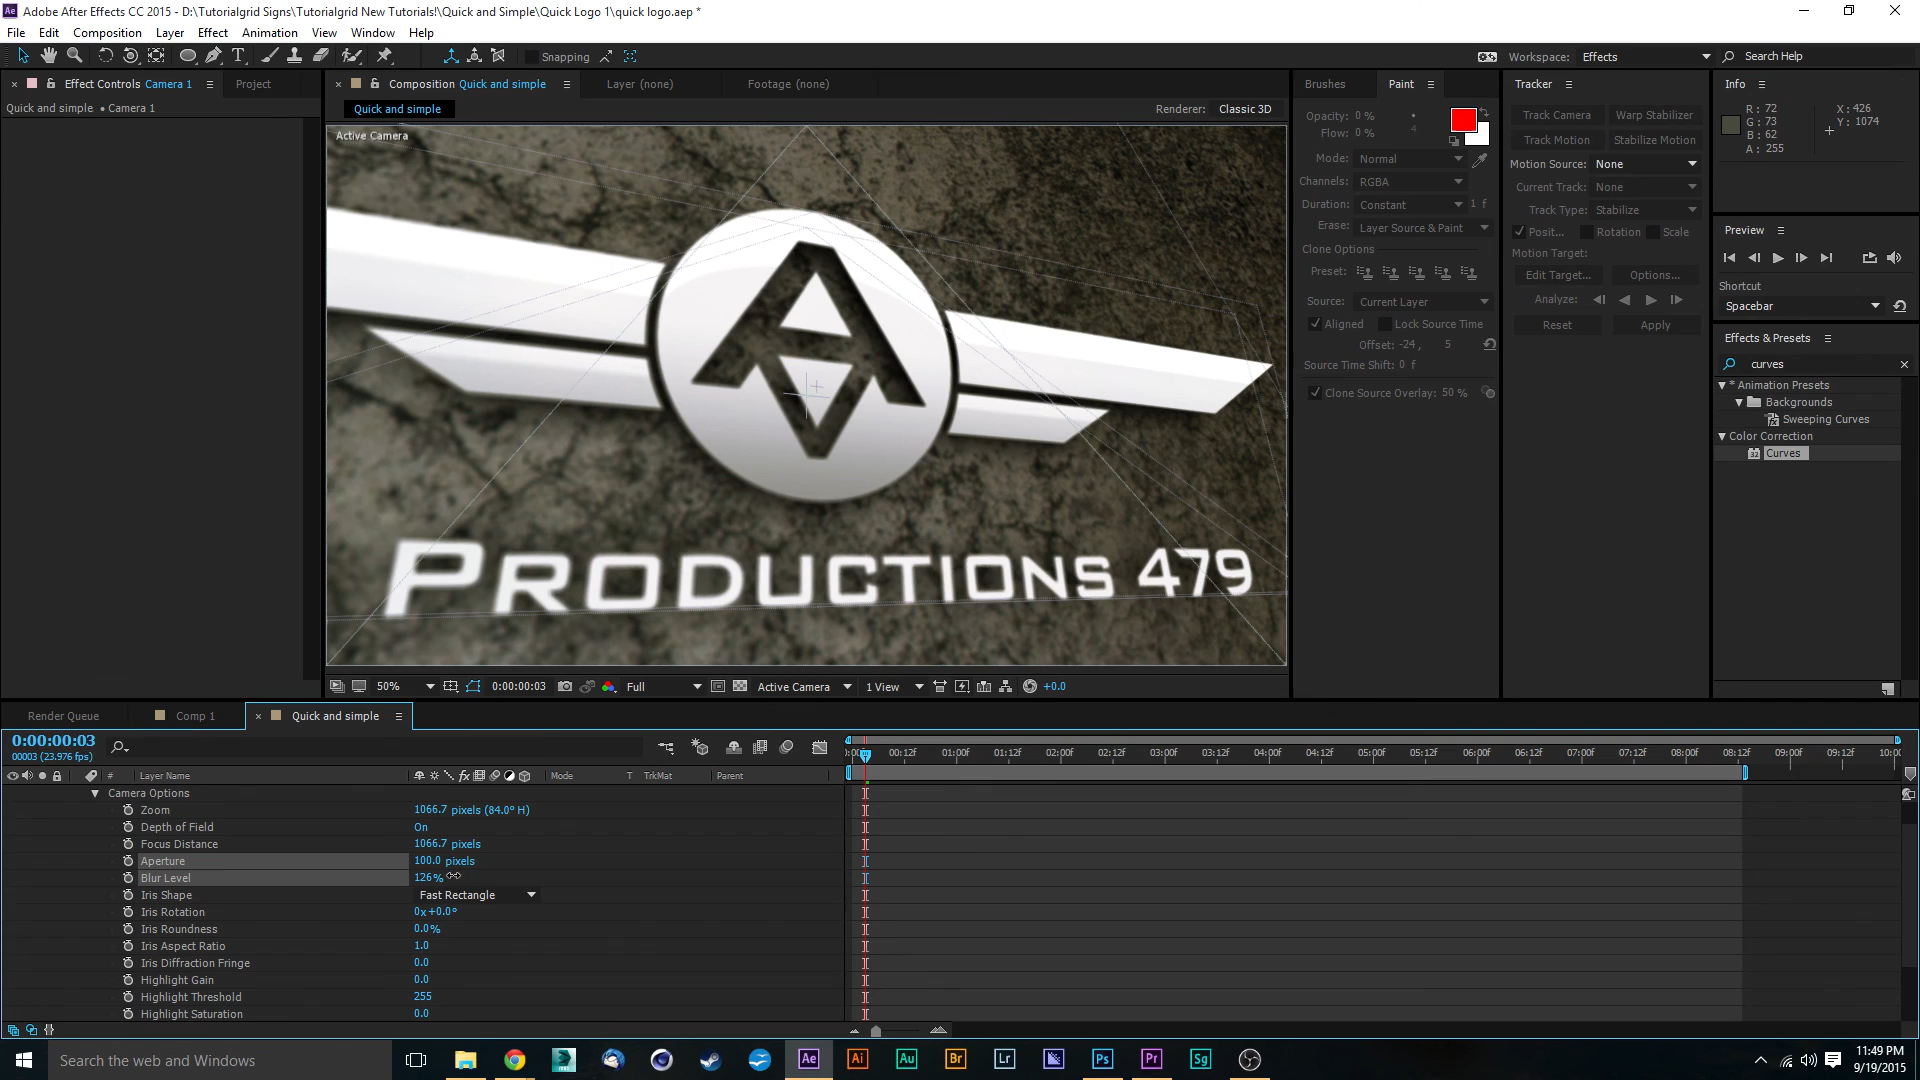 Adobe After Effects CC 2015 - D:\Tutorialgrid Signs\Tutorialgrid New Tutorials!\Quick and Simple\Quick Logo 1\quick logo.aep *
File Edit Composition Layer Effect Animation View Window Help
Snapping
Workspace: Effects
Search Help
Effect Controls Camera 1
Project
Quick and simple • Camera 1
Composition Quick and simple
Layer (none)
Footage (none)
Quick and simple
Renderer: Classic 3D
Active Camera
PRODUCTIONS 479
50%
0:00:00:03
Full
Active Camera
1 View
+0.0
Brushes
Paint
Opacity: 0 %
Flow: 0 %
4
Mode: Normal
Channels: RGBA
Duration: Constant 1 f
Erase: Layer Source & Paint
Clone Options
Preset:
Source: Current Layer
Aligned
Lock Source Time
Offset: -24 , 5
Source Time Shift: 0 f
Clone Source Overlay: 50 %
Tracker
Track Camera
Warp Stabilizer
Track Motion
Stabilize Motion
Motion Source: None
Current Track: None
Track Type: Stabilize
Posit...
Rotation
Scale
Motion Target:
Edit Target...
Options...
Analyze:
Reset
Apply
Info
R : 72
G : 73
B : 62
A : 255
X : 426
Y : 1074
Preview
Shortcut
Spacebar
Effects & Presets
curves
* Animation Presets
Backgrounds
Sweeping Curves
Color Correction
32
Curves
Render Queue
Comp 1
Quick and simple
0:00:00:03
00003 (23.976 fps)
00:12f 01:00f 01:12f 02:00f 02:12f 03:00f 03:12f 04:00f 04:12f 05:00f 05:12f 06:00f 06:12f 07:00f 07:12f 08:00f 08:12f 09:00f 09:12f
# Layer Name
Mode
T TrkMat
Parent
Camera Options
Zoom 1066.7 pixels (84.0° H)
Depth of Field On
Focus Distance 1066.7 pixels
Aperture 100.0 pixels
Blur Level 126%
Iris Shape Fast Rectangle
Iris Rotation 0x+0.0°
Iris Roundness 0.0%
Iris Aspect Ratio 1.0
Iris Diffraction Fringe 0.0
Highlight Gain 0.0
Highlight Threshold 255
Highlight Saturation 0.0
Search the web and Windows
Ae
Ai
Au
Br
Lr
Ps
Pr
Sg
11:49 PM
9/19/2015